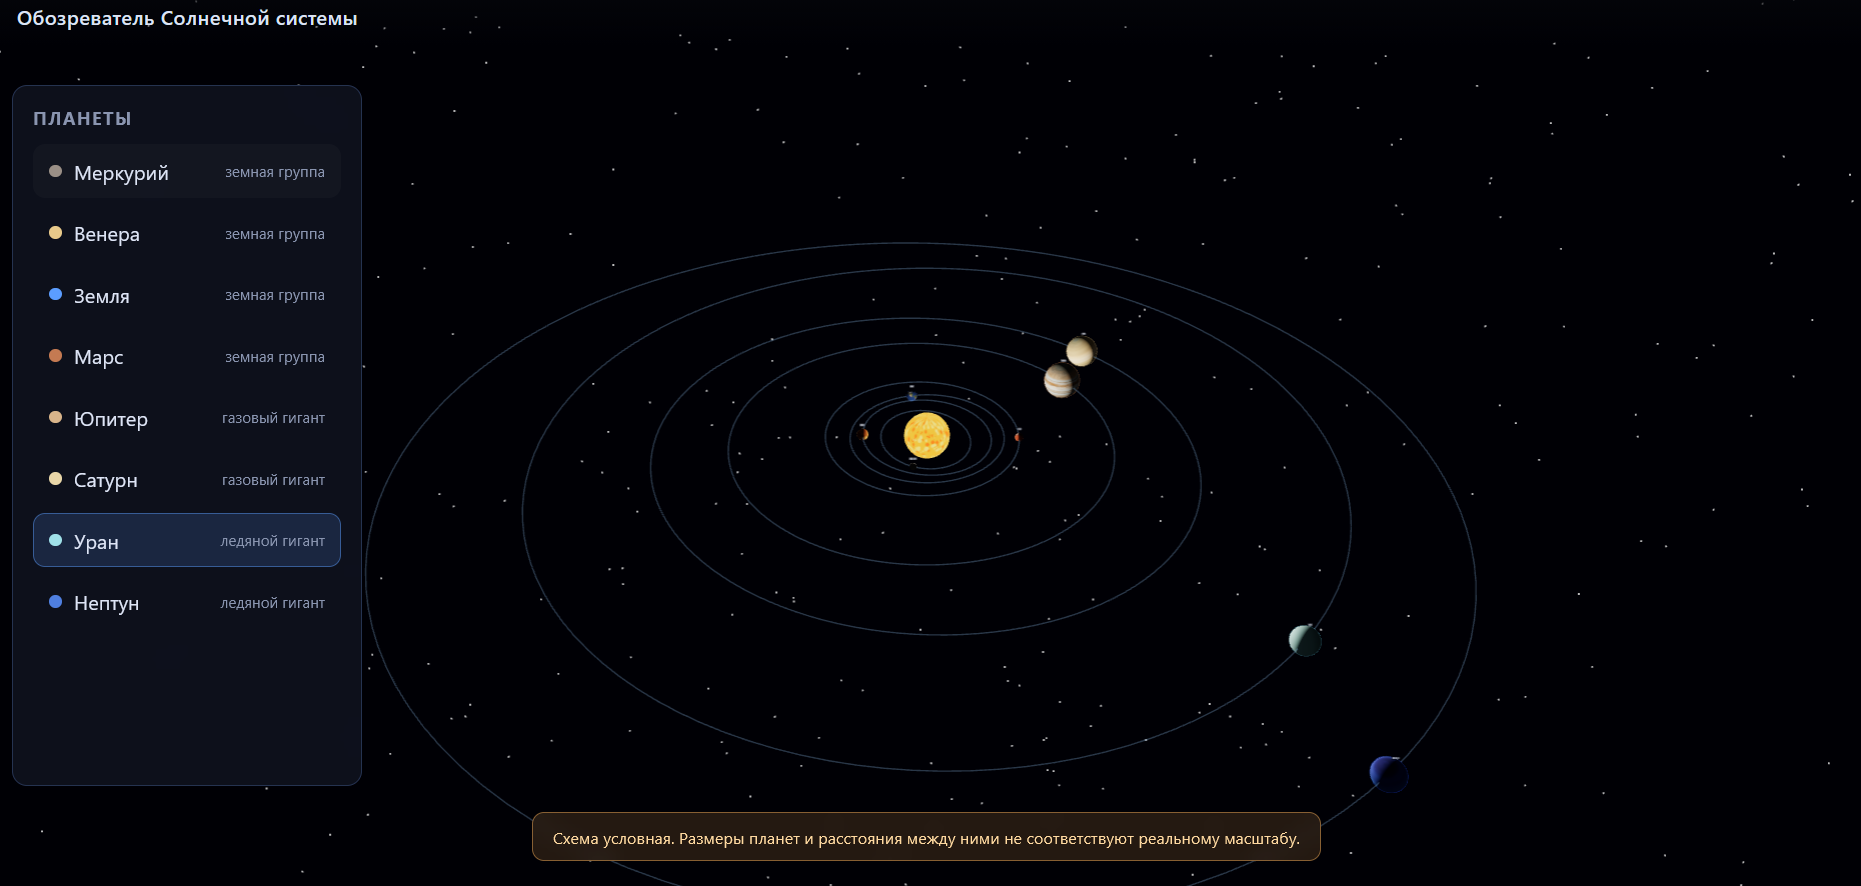 Обозреватель Солнечной системы
ПЛАНЕТЫ
Меркурий земная группа
Венера земная группа
Земля земная группа
Марс земная группа
Юпитер газовый гигант
Сатурн газовый гигант
Уран ледяной гигант
Нептун ледяной гигант
Схема условная. Размеры планет и расстояния между ними не соответствуют реальному масштабу.